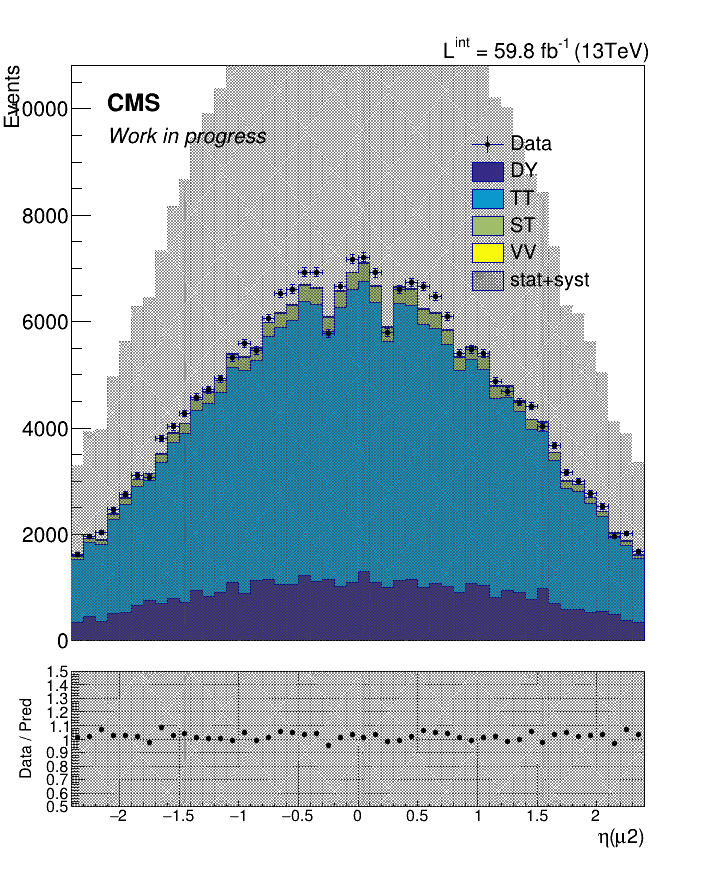 L^int = 59.8 fb^-1 (13TeV)
Events
CMS
Work in progress
Data
DY
TT
ST
VV
stat+syst
0000
8000
6000
4000
2000
0
Data / Pred
1.5
1.4
1.3
1.2
1.1
1
0.9
0.8
0.7
0.6
0.5
−2 −1.5 −1 −0.5 0 0.5 1 1.5 2
η(μ2)